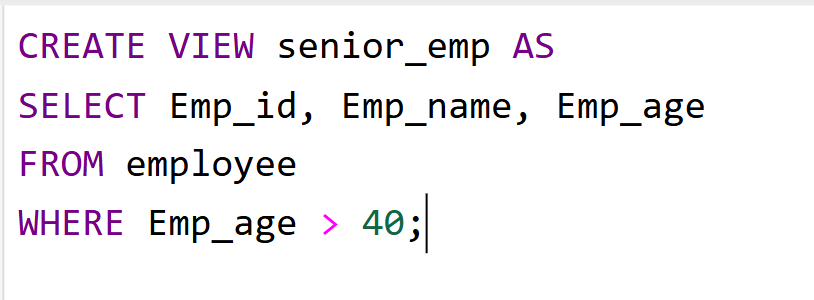 CREATE VIEW senior_emp AS
SELECT Emp_id, Emp_name, Emp_age
FROM employee
WHERE Emp_age > 40;